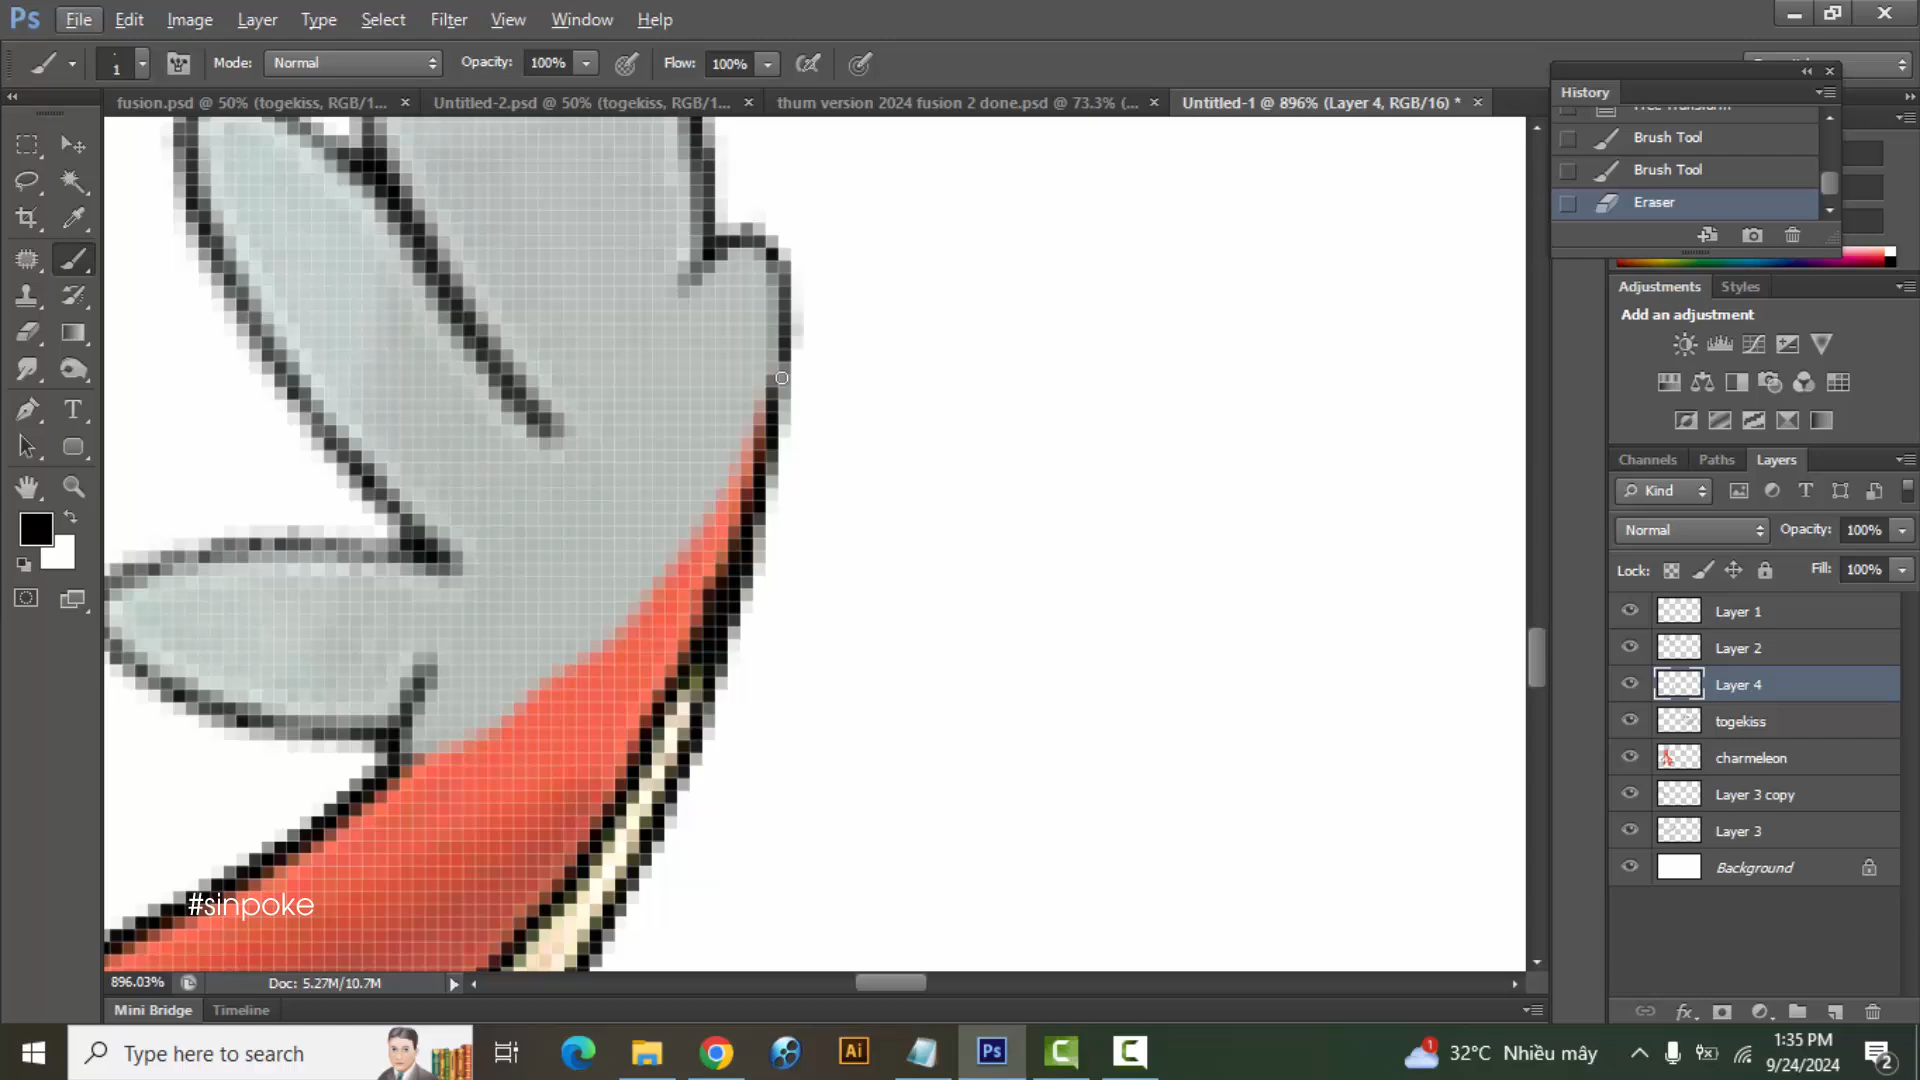 Ps File Edit Image Layer Type Select Filter View Window Help
1 Mode: Normal Opacity: 100% Flow: 100%
fusion.psd @ 50% (togekiss, RGB/1... × Untitled-2.psd @ 50% (togekiss, RGB/1... × thum version 2024 fusion 2 done.psd @ 73.3% (... × Untitled-1 @ 896% (Layer 4, RGB/16) * ×
History
Brush Tool
Brush Tool
Eraser
Adjustments Styles
Add an adjustment
Channels Paths Layers
Kind
Normal Opacity: 100%
Lock: Fill: 100%
Layer 1
Layer 2
Layer 4
togekiss
charmeleon
Layer 3 copy
Layer 3
Background
#sinpoke
896.03% Doc: 5.27M/10.7M
Mini Bridge Timeline
Type here to search
Ai Ps C C
1 32°C Nhiều mây
1:35 PM
9/24/2024
2